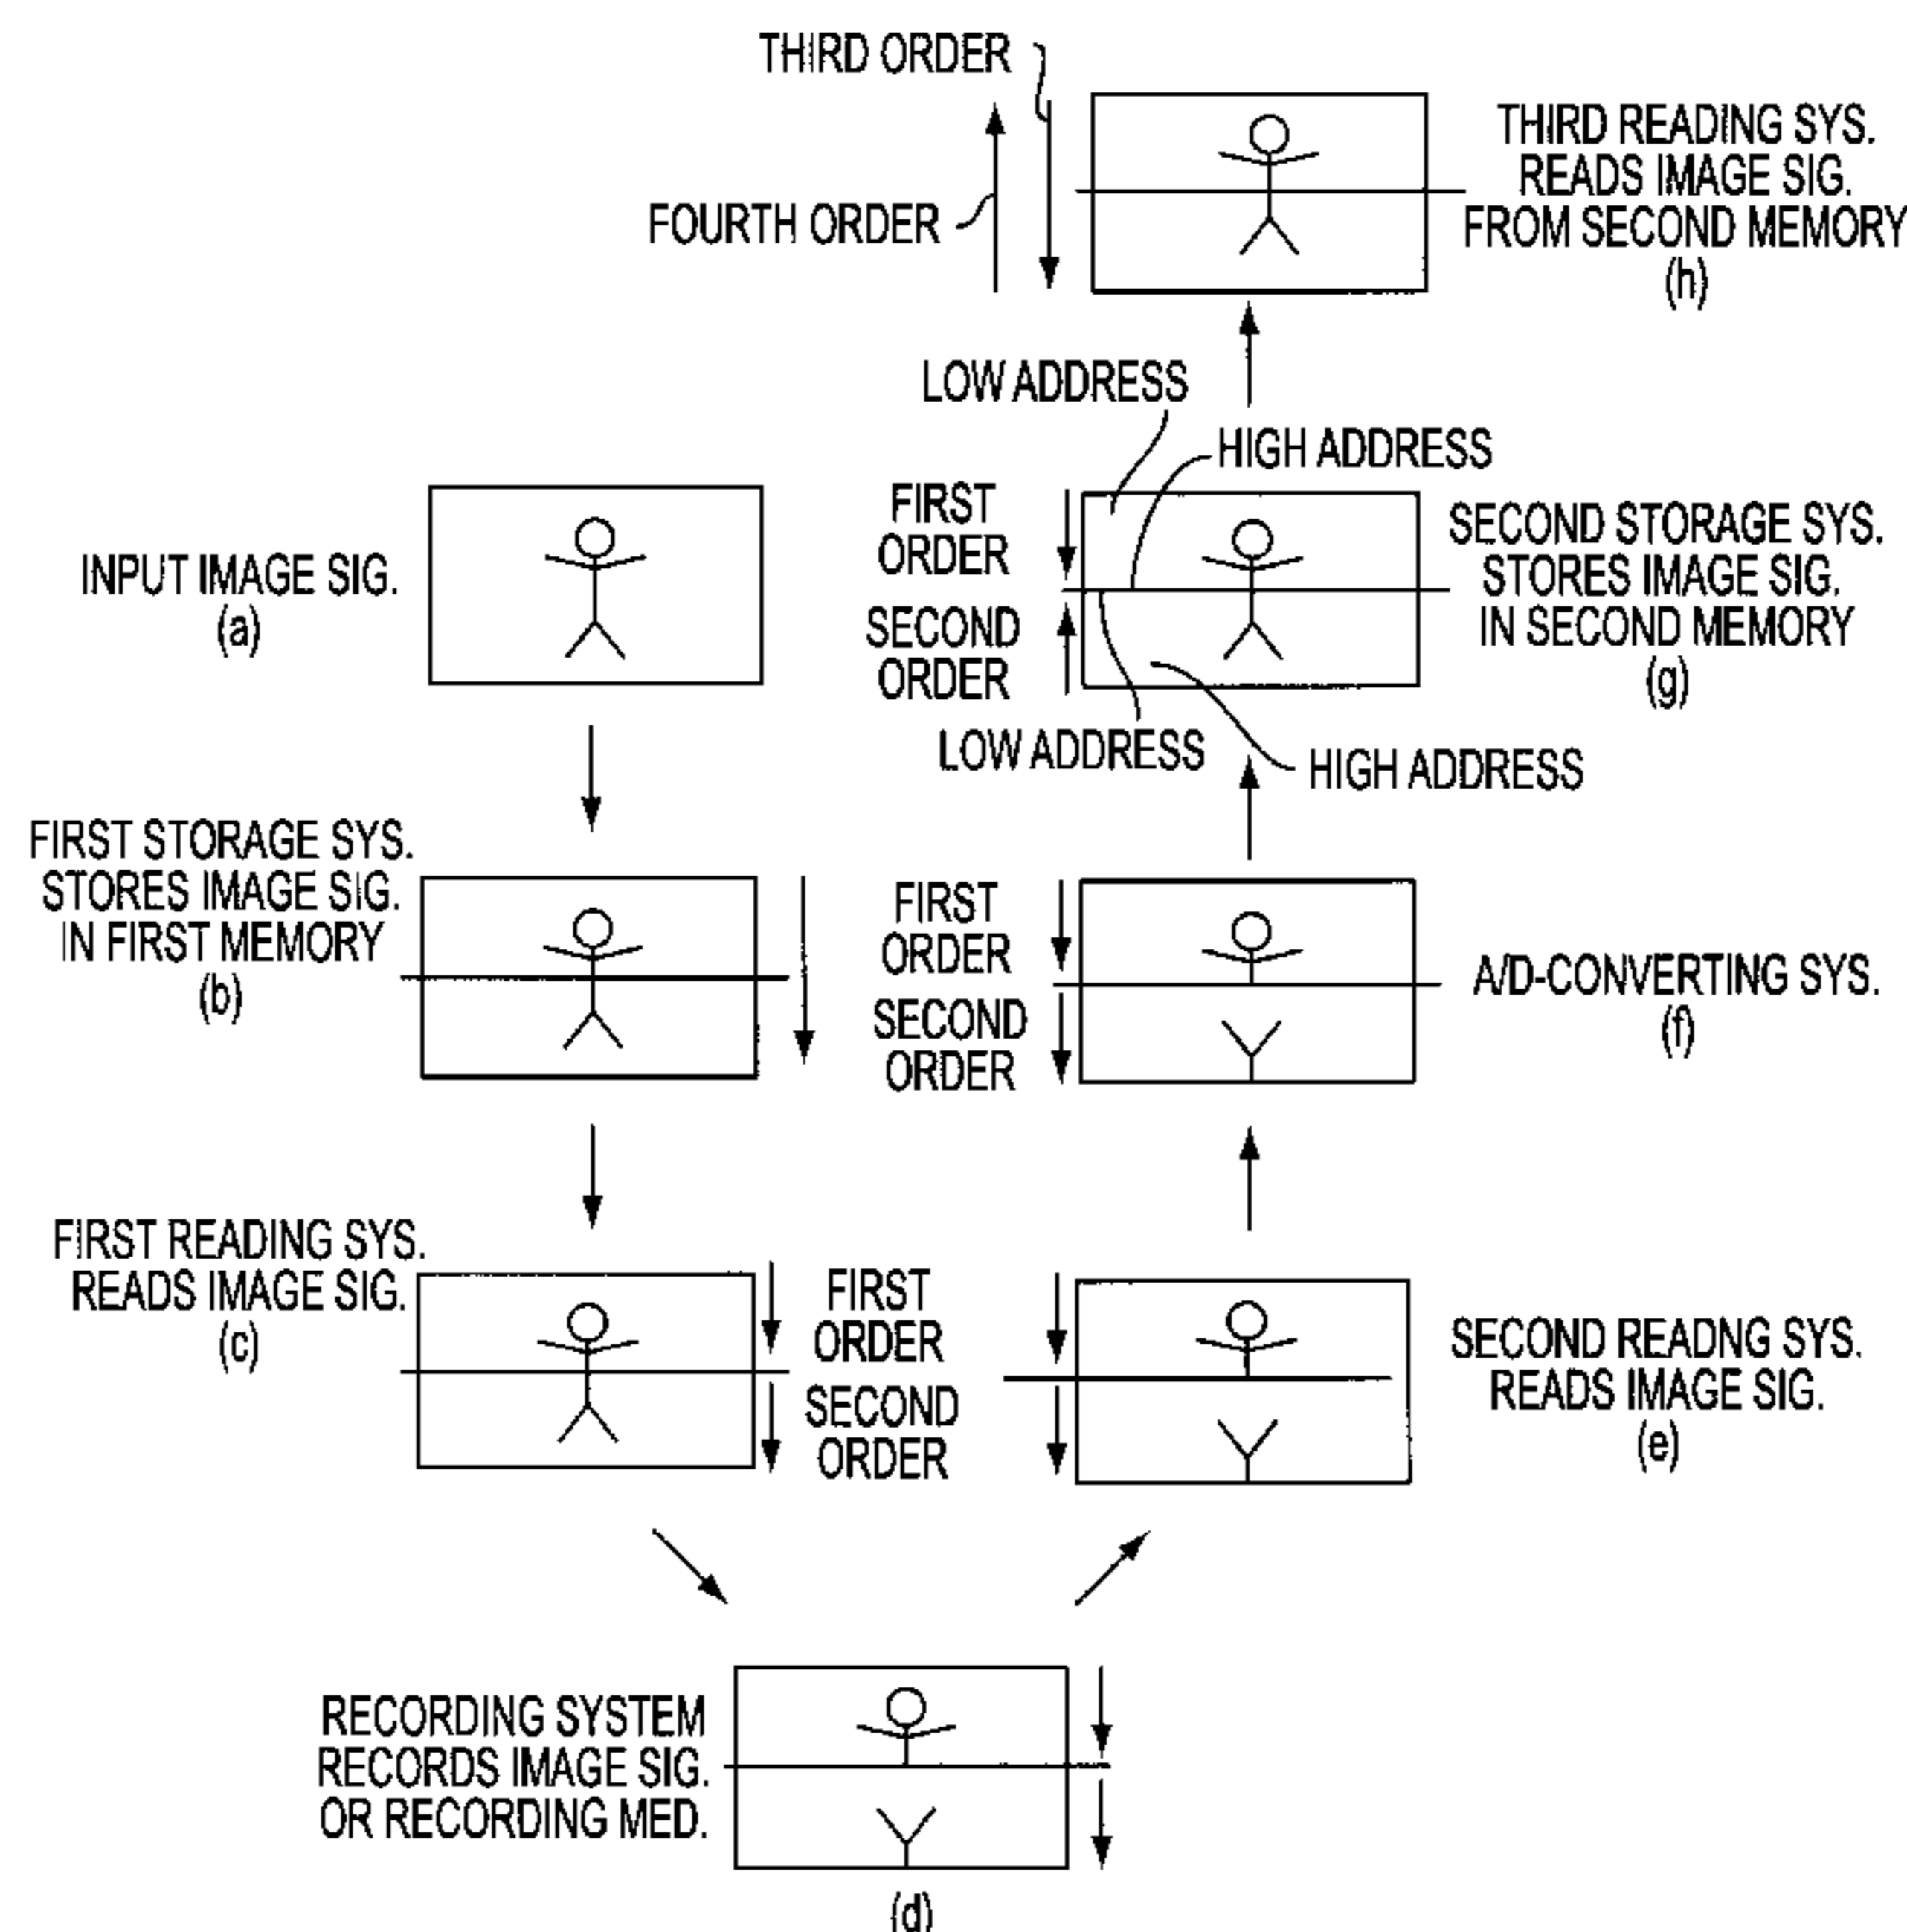 THIRD ORDER
FOURTH ORDER
THIRD READING SYS.
READS IMAGE SIG.
FROM SECOND MEMORY
(h)
LOW ADDRESS
HIGH ADDRESS
INPUT IMAGE SIG.
(a)
FIRST
ORDER
SECOND
ORDER
SECOND STORAGE SYS.
STORES IMAGE SIG.
IN SECOND MEMORY
(g)
LOW ADDRESS
HIGH ADDRESS
FIRST STORAGE SYS.
STORES IMAGE SIG.
IN FIRST MEMORY
(b)
FIRST
ORDER
SECOND
ORDER
A/D-CONVERTING SYS.
(f)
FIRST READING SYS.
READS IMAGE SIG.
(c)
FIRST
ORDER
SECOND
ORDER
SECOND READNG SYS.
READS IMAGE SIG.
(e)
RECORDING SYSTEM
RECORDS IMAGE SIG.
OR RECORDING MED.
(d)